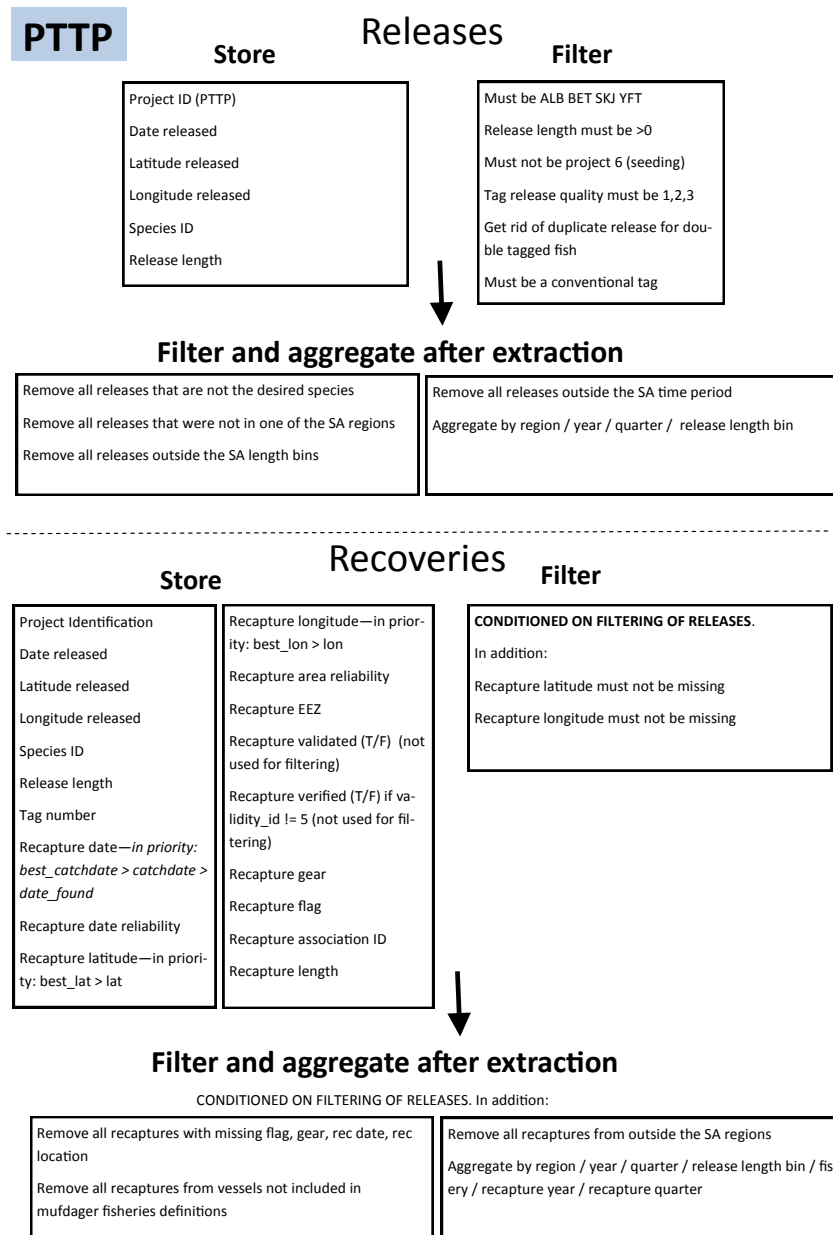 PTTP
Releases
Store
Filter
Project ID (PTTP)
Date released
Latitude released
Longitude released
Species ID
Release length
Must be ALB BET SKJ YFT
Release length must be >0
Must not be project 6 (seeding)
Tag release quality must be 1,2,3
Get rid of duplicate release for dou-
ble tagged fish
Must be a conventional tag
Filter and aggregate after extraction
Remove all releases that are not the desired species
Remove all releases that were not in one of the SA regions
Remove all releases outside the SA length bins
Remove all releases outside the SA time period
Aggregate by region / year / quarter / release length bin
Recoveries
Store
Filter
Project Identification
Date released
Latitude released
Longitude released
Species ID
Release length
Tag number
Recapture date—in priority:
best_catchdate > catchdate >
date_found
Recapture date reliability
Recapture latitude—in priori-
ty: best_lat > lat
Recapture longitude—in prior-
ity: best_lon > lon
Recapture area reliability
Recapture EEZ
Recapture validated (T/F) (not
used for filtering)
Recapture verified (T/F) if va-
lidity_id != 5 (not used for fil-
tering)
Recapture gear
Recapture flag
Recapture association ID
Recapture length
CONDITIONED ON FILTERING OF RELEASES.
In addition:
Recapture latitude must not be missing
Recapture longitude must not be missing
Filter and aggregate after extraction
CONDITIONED ON FILTERING OF RELEASES. In addition:
Remove all recaptures with missing flag, gear, rec date, rec
location
Remove all recaptures from vessels not included in
mufdager fisheries definitions
Remove all recaptures from outside the SA regions
Aggregate by region / year / quarter / release length bin / fis
ery / recapture year / recapture quarter